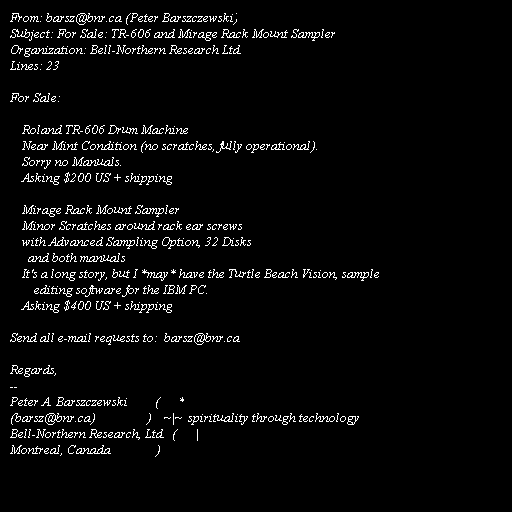 From: barsz@bnr.ca (Peter Barszczewski)
Subject: For Sale: TR-606 and Mirage Rack Mount Sampler
Organization: Bell-Northern Research Ltd.
Lines: 23

For Sale:

    Roland TR-606 Drum Machine
    Near Mint Condition (no scratches, fully operational).
    Sorry no Manuals.
    Asking $200 US + shipping

    Mirage Rack Mount Sampler
    Minor Scratches around rack ear screws
    with Advanced Sampling Option, 32 Disks
      and both manuals
    It's a long story, but I *may* have the Turtle Beach Vision, sample
        editing software for the IBM PC.
    Asking $400 US + shipping

Send all e-mail requests to:  barsz@bnr.ca

Regards,
--
Peter A. Barszczewski         (      *
(barsz@bnr.ca)                 )    ~|~  spirituality through technology
Bell-Northern Research, Ltd.  (      |
Montreal, Canada               )